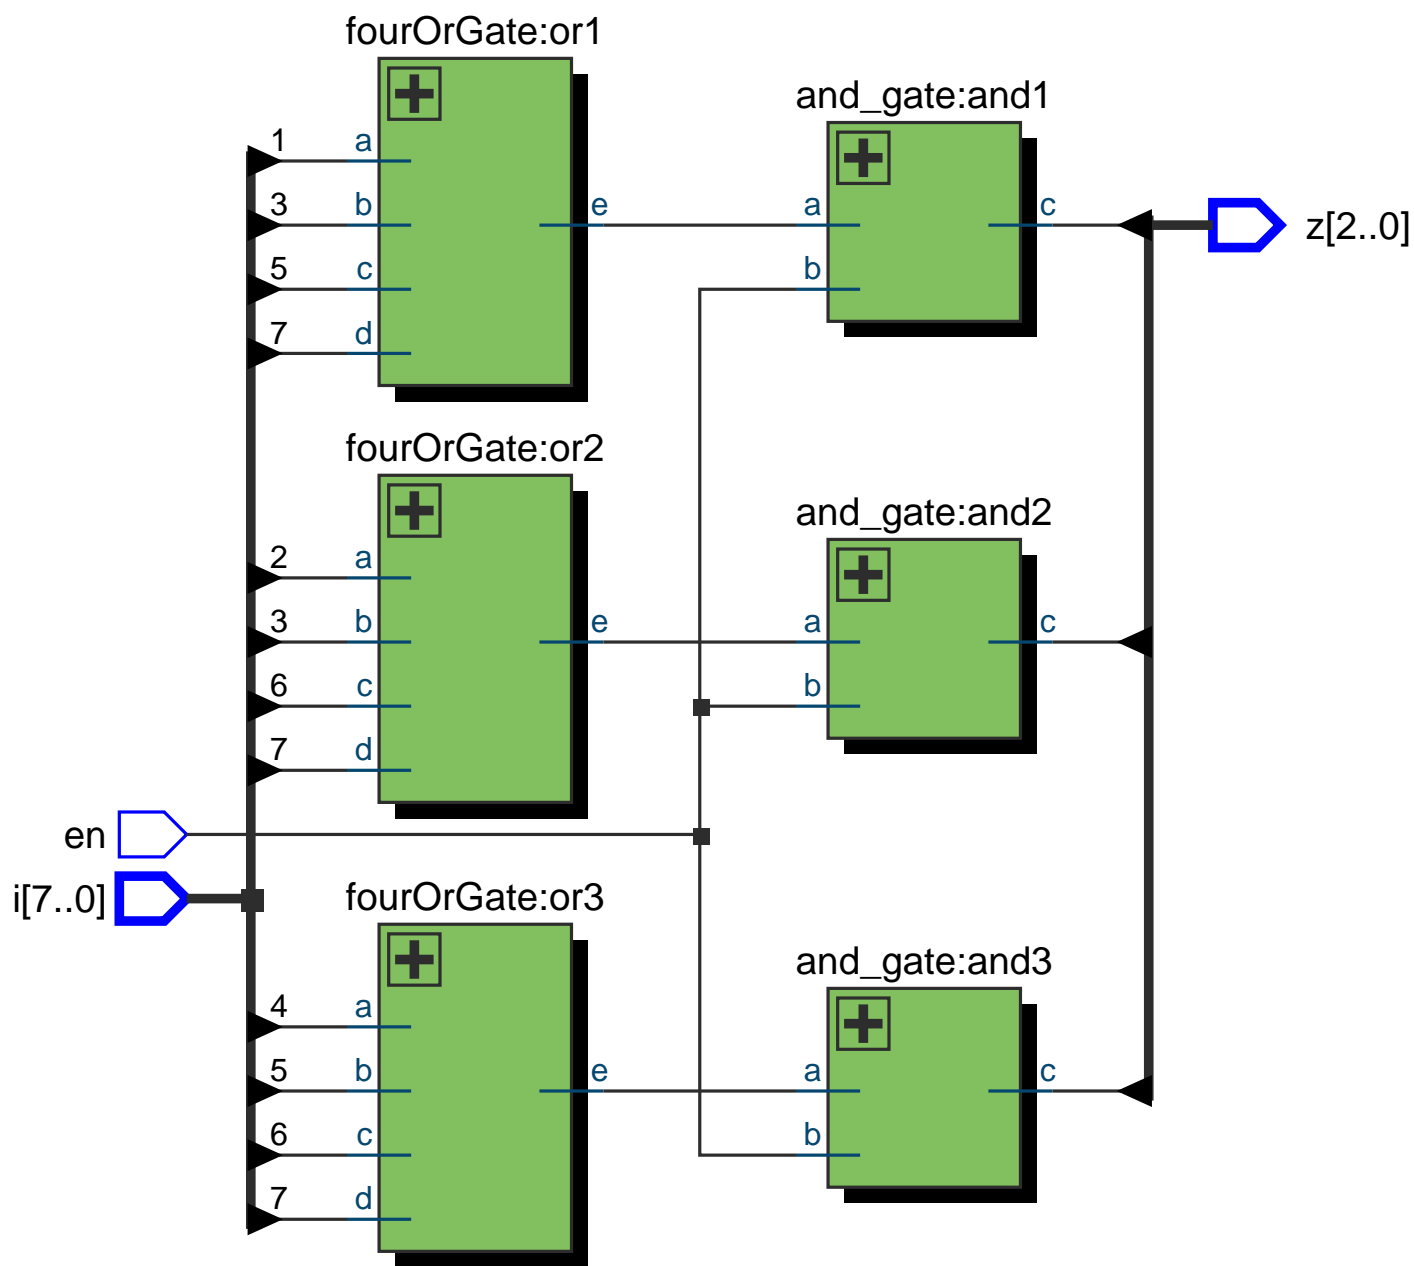 fourOrGate:or1
and_gate:and1
1 a
3 b e a c z[2..0]
5 c b
7 d
fourOrGate:or2
and_gate:and2
2 a
3 b e a c
6 c b
7 d
en
i[7..0]
fourOrGate:or3
and_gate:and3
4 a
5 b e a c
6 c b
7 d